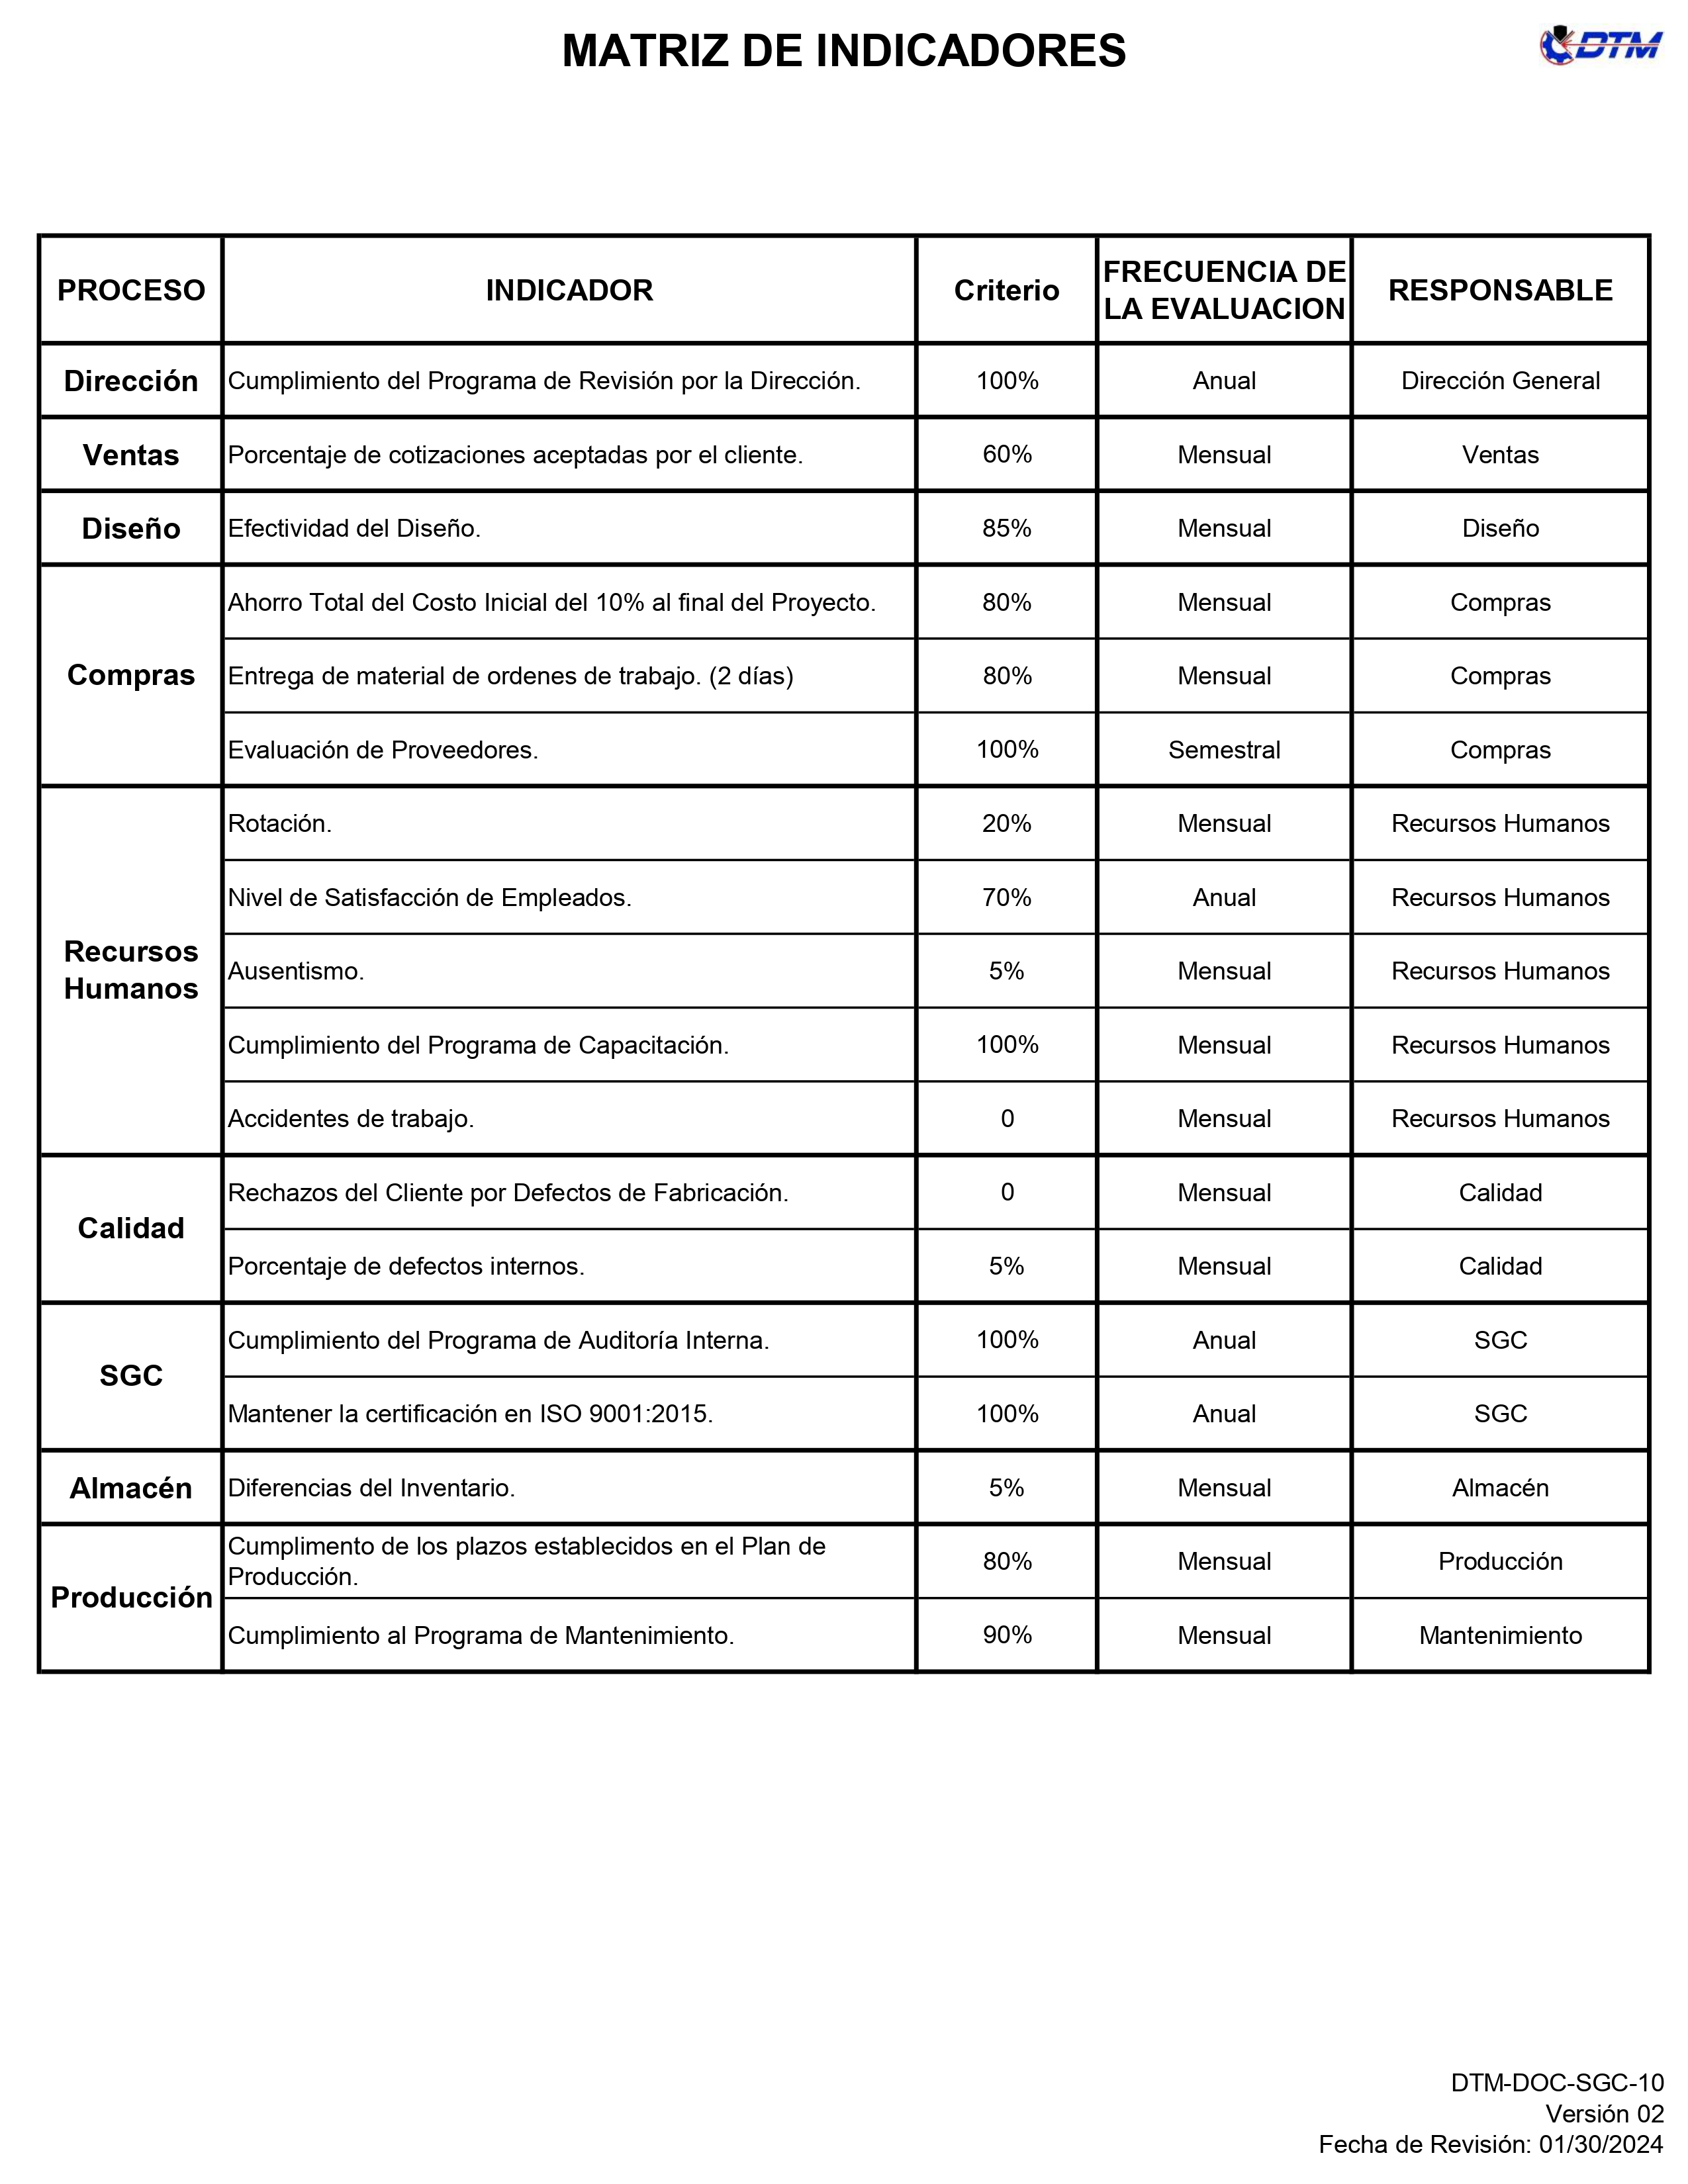 MATRIZ DE INDICADORES
DTM
PROCESO INDICADOR Criterio FRECUENCIA DE LA EVALUACION RESPONSABLE
Dirección Cumplimiento del Programa de Revisión por la Dirección. 100% Anual Dirección General
Ventas Porcentaje de cotizaciones aceptadas por el cliente. 60% Mensual Ventas
Diseño Efectividad del Diseño. 85% Mensual Diseño
Compras
Ahorro Total del Costo Inicial del 10% al final del Proyecto. 80% Mensual Compras
Entrega de material de ordenes de trabajo. (2 días) 80% Mensual Compras
Evaluación de Proveedores. 100% Semestral Compras
Recursos
Humanos
Rotación. 20% Mensual Recursos Humanos
Nivel de Satisfacción de Empleados. 70% Anual Recursos Humanos
Ausentismo. 5% Mensual Recursos Humanos
Cumplimiento del Programa de Capacitación. 100% Mensual Recursos Humanos
Accidentes de trabajo. 0 Mensual Recursos Humanos
Calidad
Rechazos del Cliente por Defectos de Fabricación. 0 Mensual Calidad
Porcentaje de defectos internos. 5% Mensual Calidad
SGC
Cumplimiento del Programa de Auditoría Interna. 100% Anual SGC
Mantener la certificación en ISO 9001:2015. 100% Anual SGC
Almacén Diferencias del Inventario. 5% Mensual Almacén
Producción
Cumplimento de los plazos establecidos en el Plan de
Producción. 80% Mensual Producción
Cumplimiento al Programa de Mantenimiento. 90% Mensual Mantenimiento
DTM-DOC-SGC-10
Versión 02
Fecha de Revisión: 01/30/2024